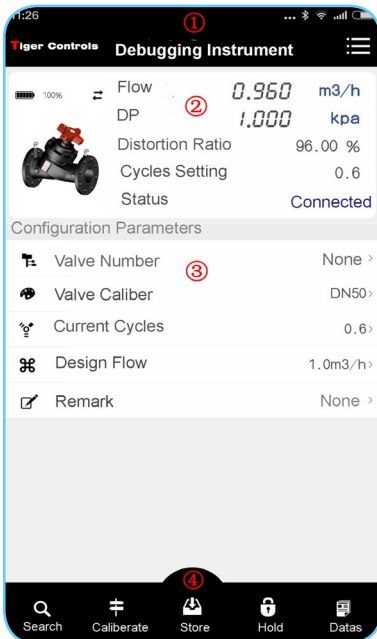 11:26
①
Tiger Controls Debugging Instrument
100% Flow 0.960 m3/h
② DP 1.000 kpa
Distortion Ratio 96.00 %
Cycles Setting 0.6
Status Connected
Configuration Parameters
Valve Number None
③
Valve Caliber DN50
Current Cycles 0.6
Design Flow 1.0m3/h
Remark None
④
Search Caliberate Store Hold Datas